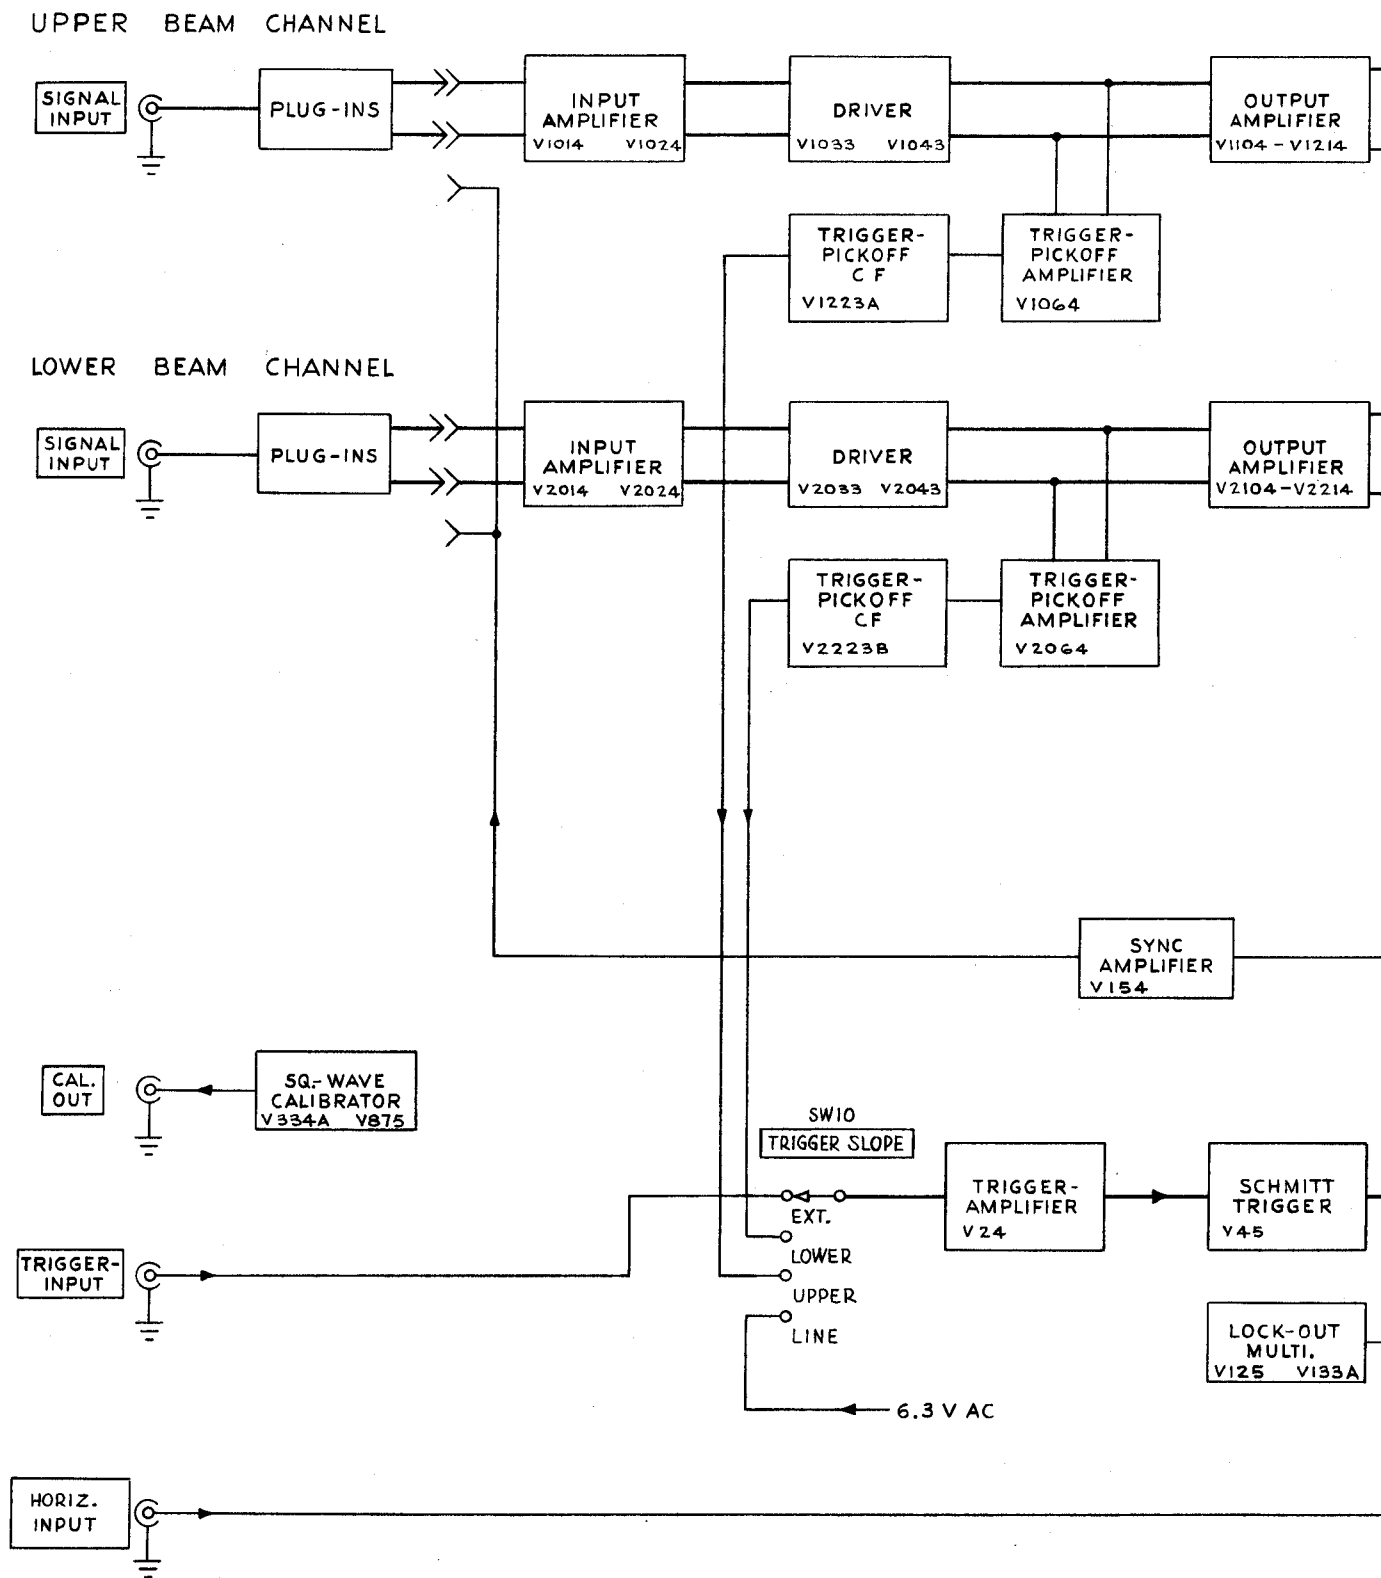 UPPER BEAM CHANNEL
SIGNAL
INPUT
PLUG-INS
INPUT
AMPLIFIER
V1014 V1024
DRIVER
V1033 V1043
OUTPUT
AMPLIFIER
V1104 - V1214
TRIGGER-
PICKOFF
C F
V1223A
TRIGGER-
PICKOFF
AMPLIFIER
V1064
LOWER BEAM CHANNEL
SIGNAL
INPUT
PLUG-INS
INPUT
AMPLIFIER
V2014 V2024
DRIVER
V2033 V2043
OUTPUT
AMPLIFIER
V2104-V2214
TRIGGER-
PICKOFF
CF
V2223B
TRIGGER-
PICKOFF
AMPLIFIER
V2064
SYNC
AMPLIFIER
V154
CAL.
OUT
SQ.-WAVE
CALIBRATOR
V334A V875
SW10
TRIGGER SLOPE
EXT.
LOWER
UPPER
LINE
TRIGGER-
AMPLIFIER
V24
SCHMITT
TRIGGER
V45
TRIGGER-
INPUT
LOCK-OUT
MULTI.
V125 V133A
6.3 V AC
HORIZ.
INPUT